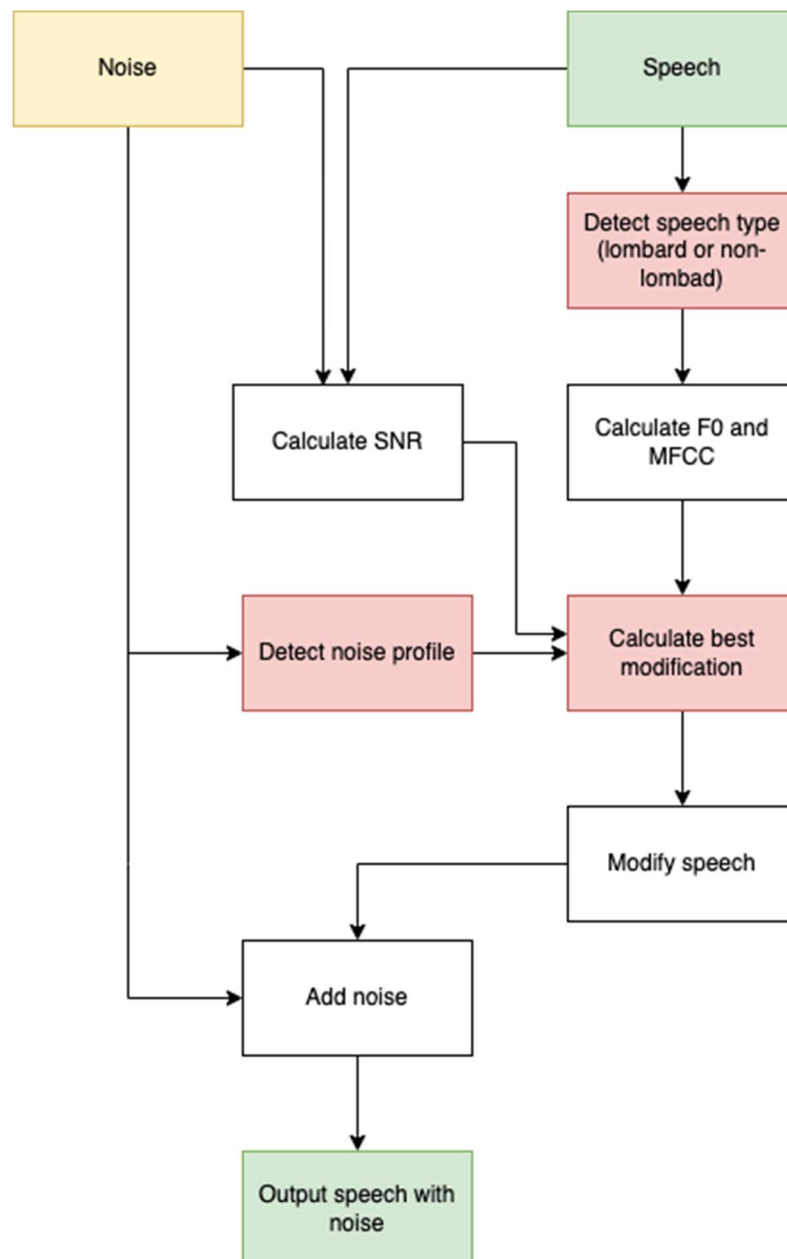 Noise
Speech
Detect speech type
(lombard or non-
lombad)
Calculate SNR
Calculate F0 and
MFCC
Detect noise profile
Calculate best
modification
Modify speech
Add noise
Output speech with
noise